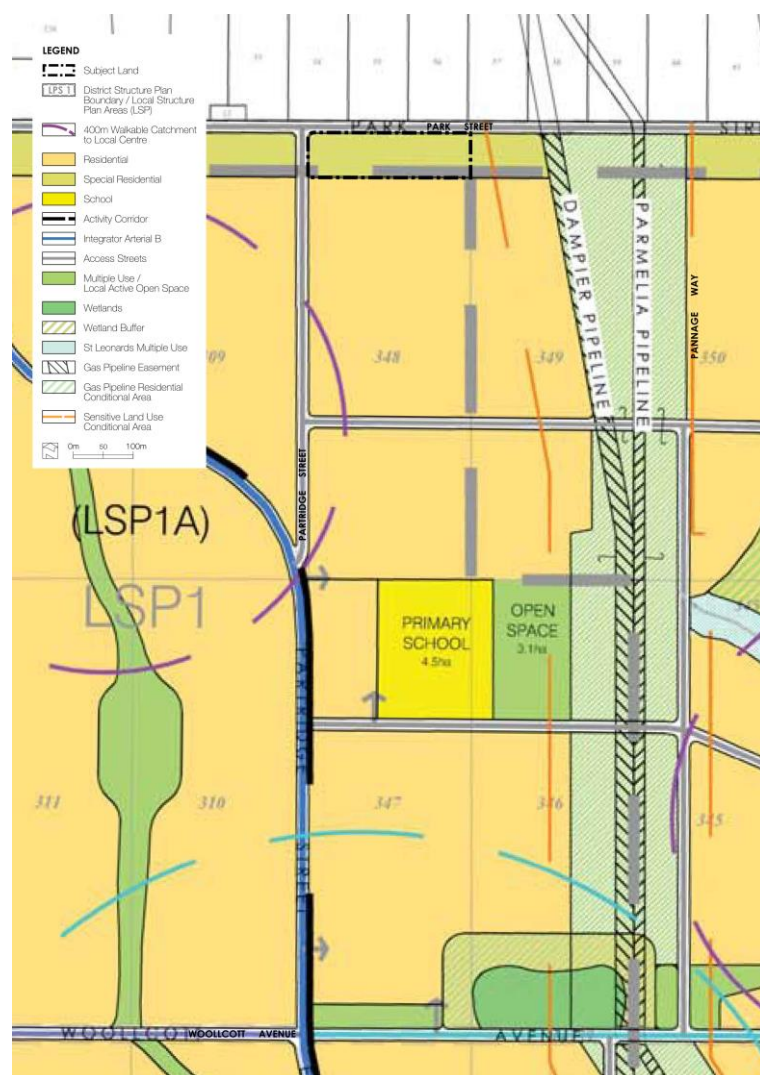 LEGEND
Subject Land
LPS 1
District Structure Plan
Boundary / Local Structure
Plan Areas (LSP)
400m Walkable Catchment
to Local Centre
Residential
Special Residential
School
Activity Corridor
Integrator Arterial B
Access Streets
Multiple Use /
Local Active Open Space
Wetlands
Wetland Buffer
St Leonards Multiple Use
Gas Pipeline Easement
Gas Pipeline Residential
Conditional Area
Sensitive Land Use
Conditional Area
0m 50 100m
PARK PARK STREET STRE
DAMPIER PIPELINE
PARMELIA PIPELINE
PANNAGE WAY
309
348
349
350
PARTRIDGE STREET
(LSP1A)
LSP1
PRIMARY
SCHOOL
4.5ha
OPEN
SPACE
3.1ha
PARTRIDGE STREET
311
310
347
346
345
WOOLLCOT WOOLLCOTT AVENUE AVENUE